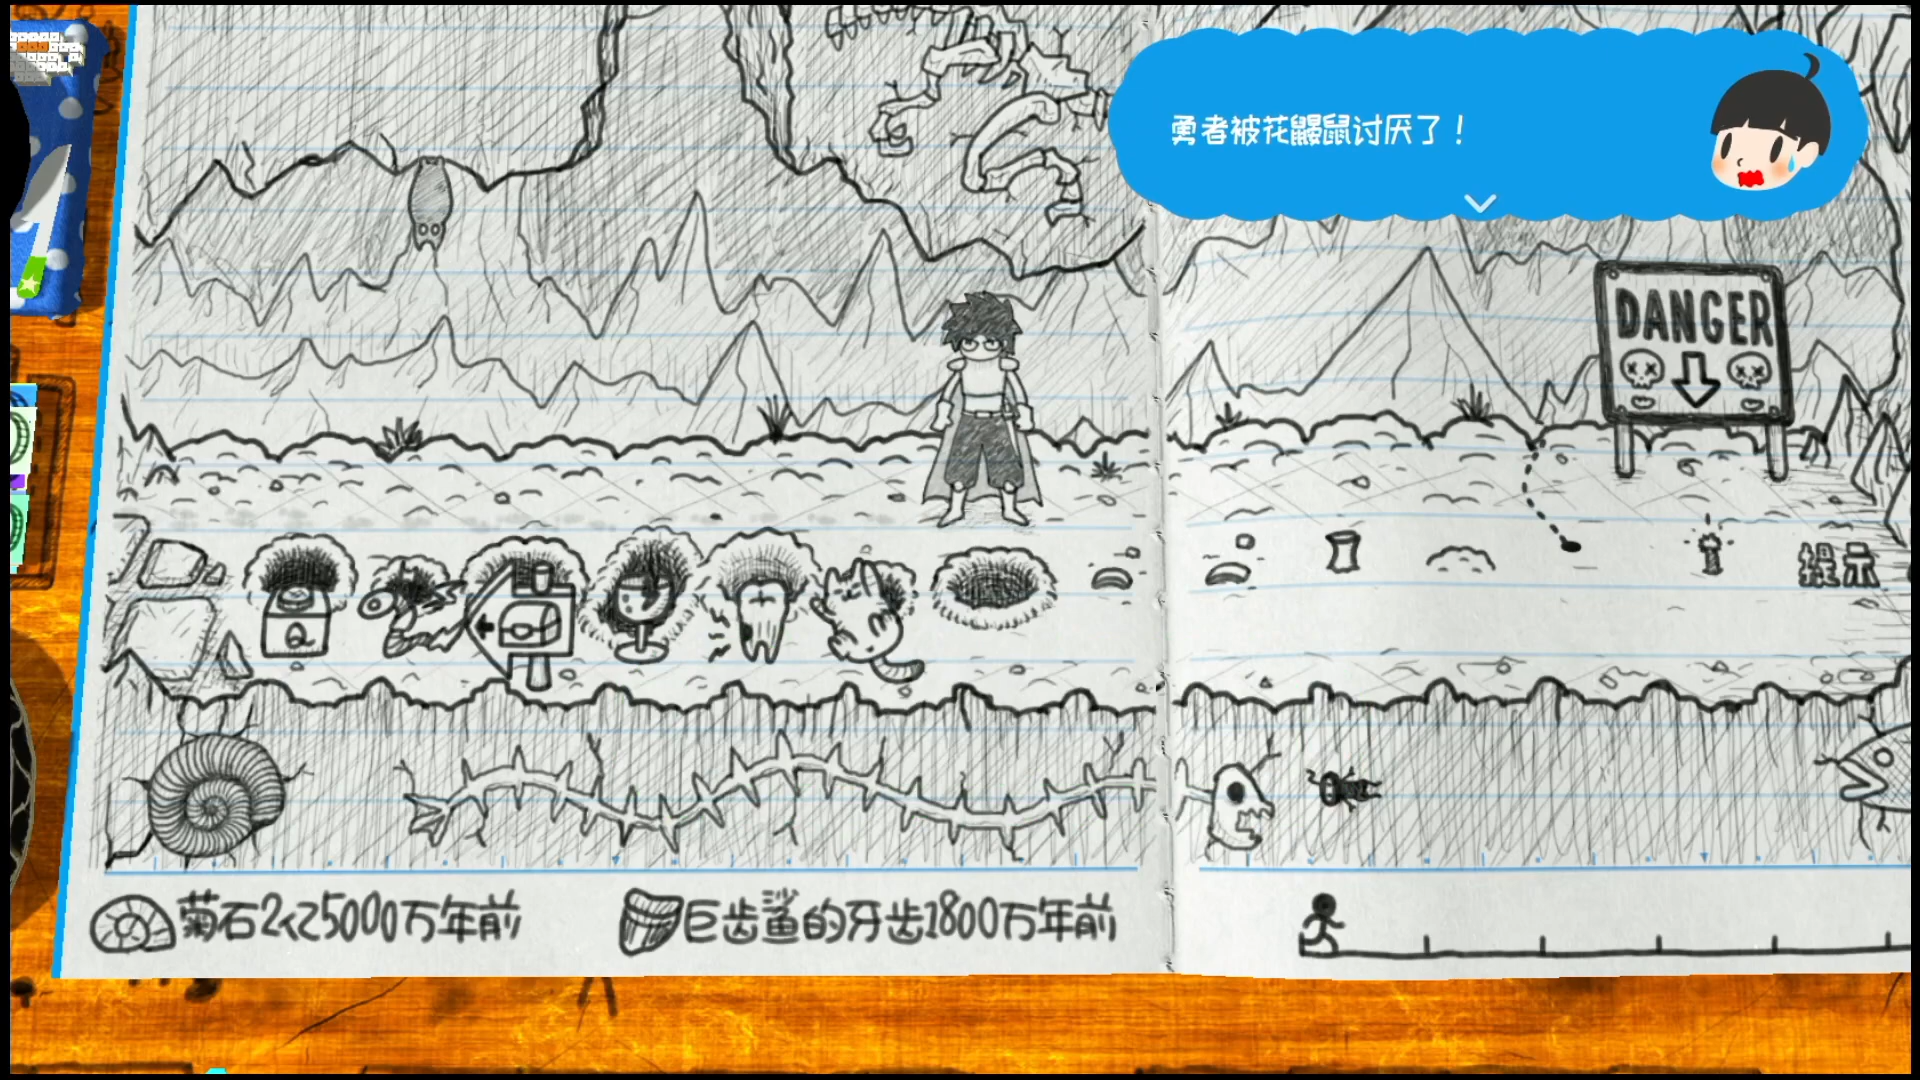 勇者被花鼹鼠讨厌了！
DANGER
提示
Q
菊石2亿5000万年前
巨齿鲨的牙齿1800万年前